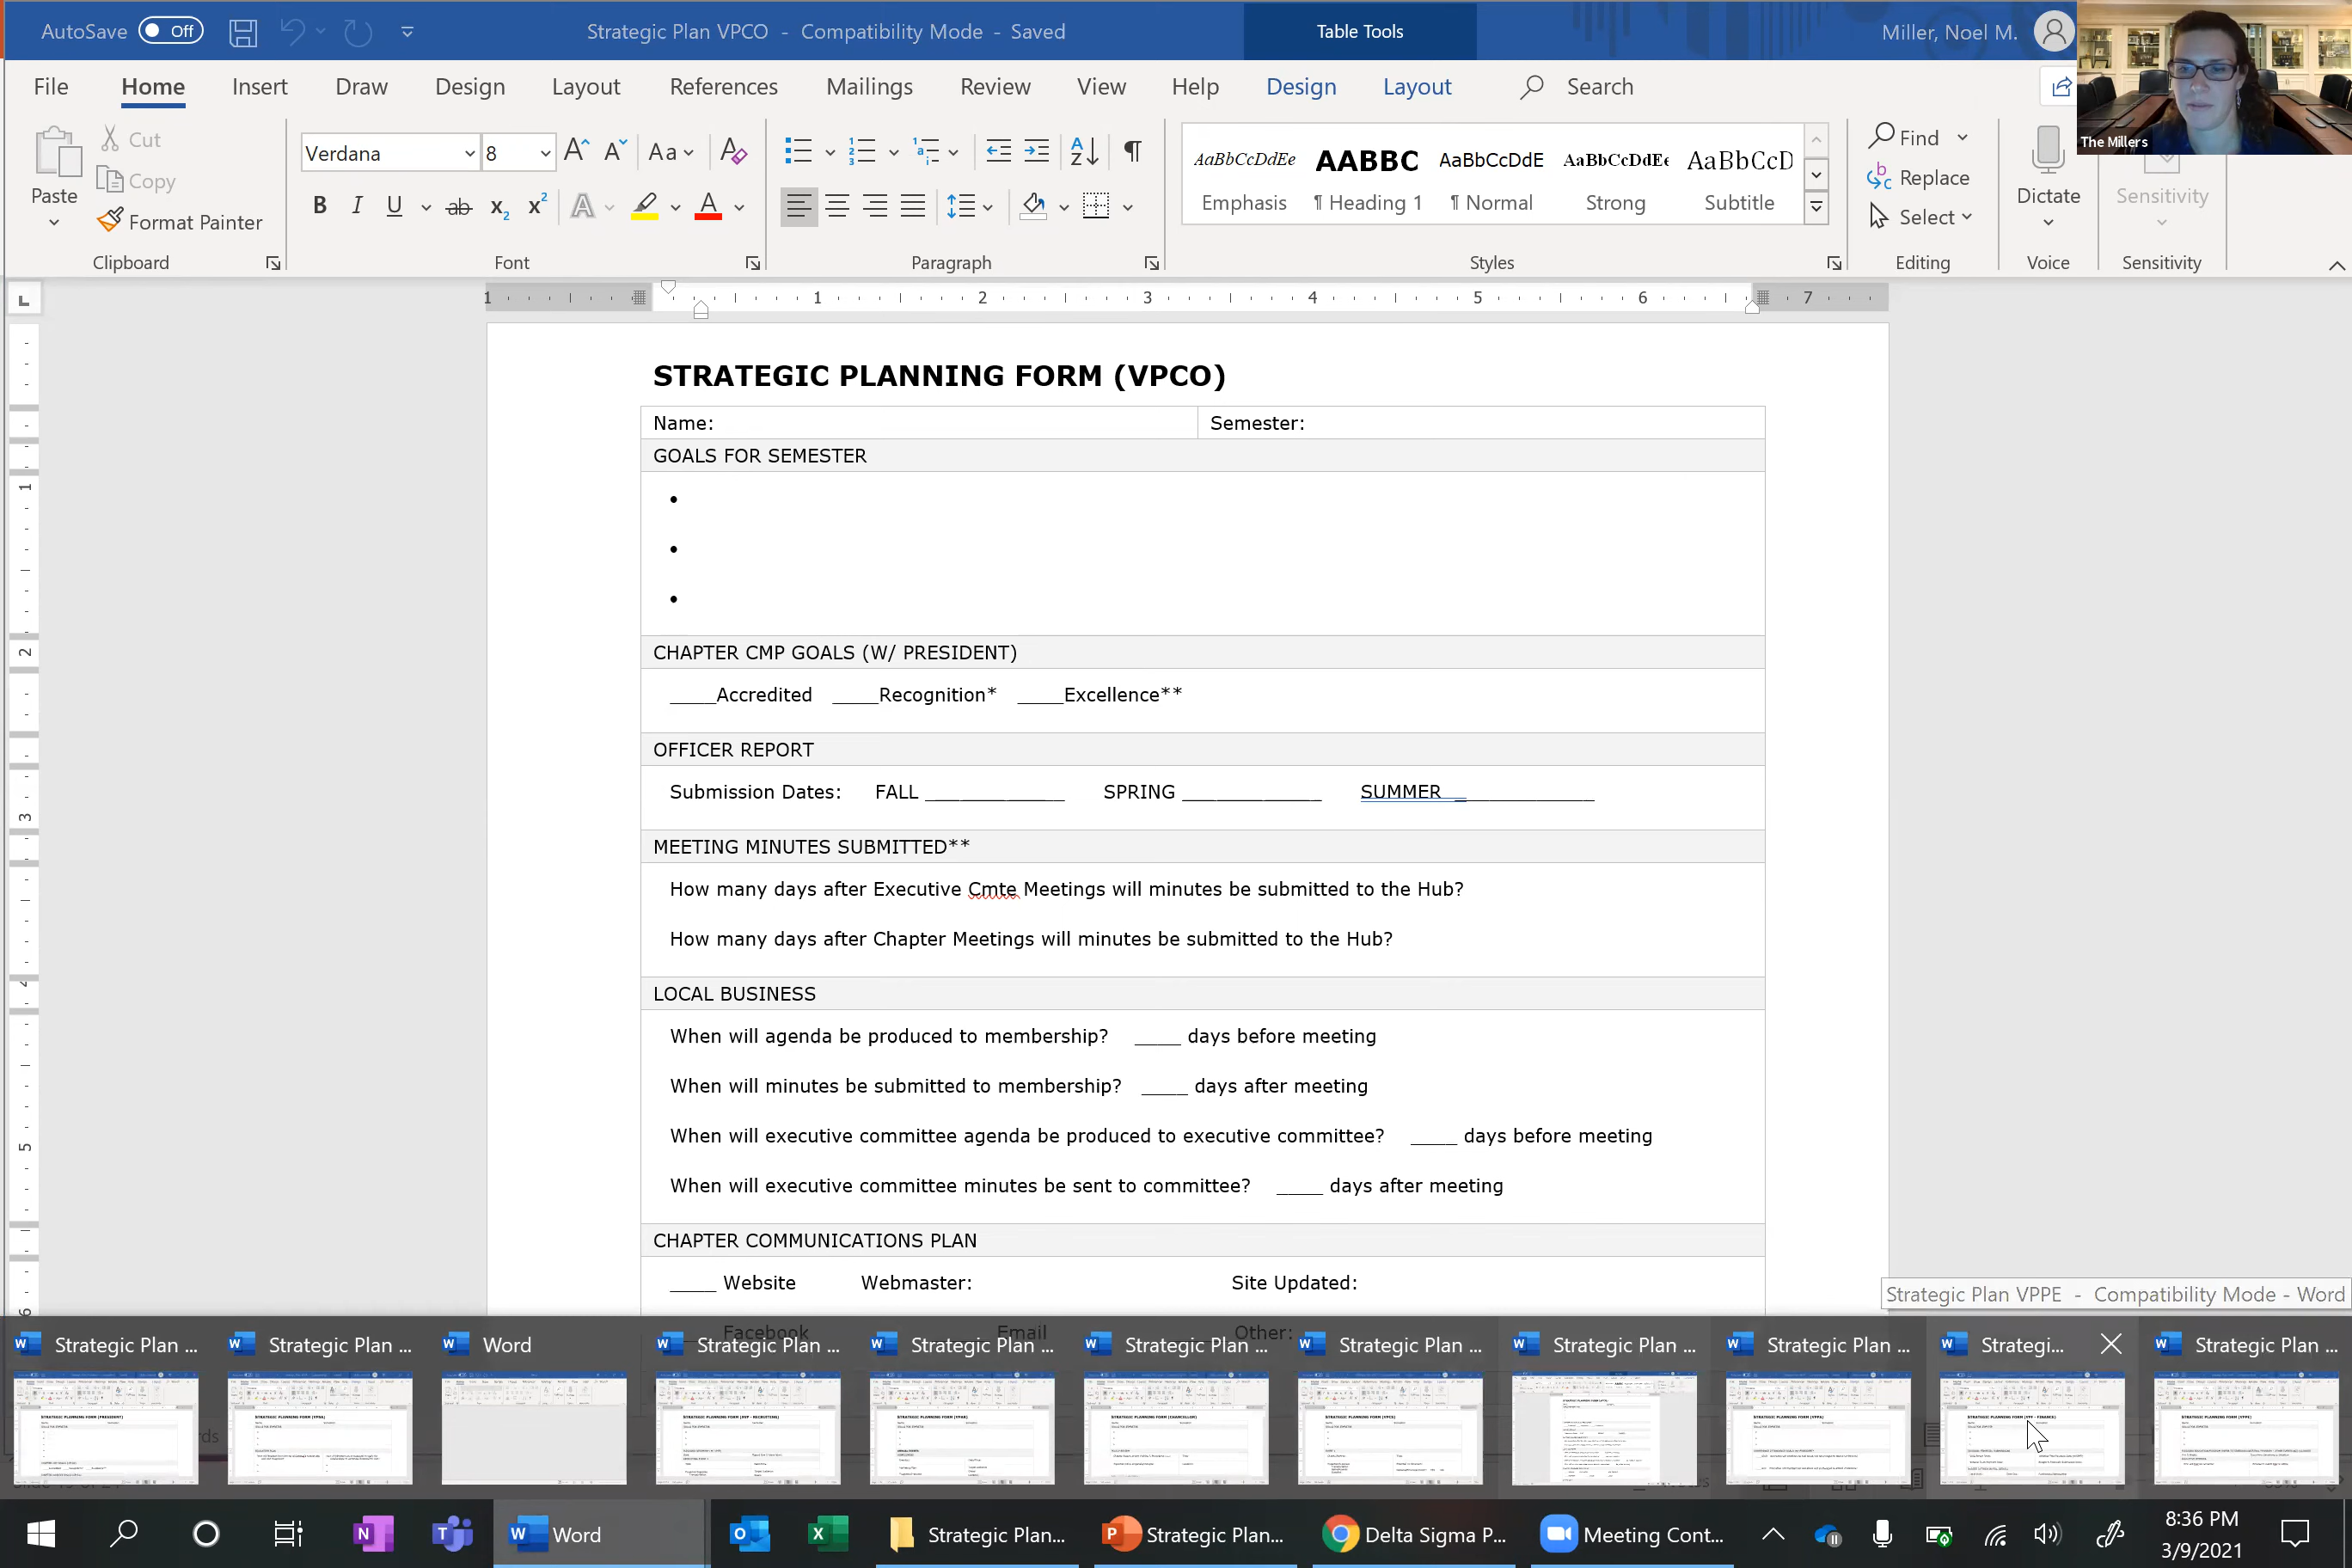 AutoSave Off Strategic Plan VPCO - Compatibility Mode - Saved Table Tools Miller, Noel M.
File Home Insert Draw Design Layout References Mailings Review View Help Design Layout Search
The Millers
Paste Cut Copy Format Painter
Verdana 8
AaBbCcDdEe AABBC AaBbCcDdE AaBbCcDdEe AaBbCcD
Emphasis ¶ Heading 1 ¶ Normal Strong Subtitle
Find Replace Select Dictate Sensitivity
Clipboard Font Paragraph Styles Editing Voice Sensitivity
1 1 2 3 4 5 6 7
STRATEGIC PLANNING FORM (VPCO)
Name: Semester:
GOALS FOR SEMESTER
•
•
•
CHAPTER CMP GOALS (W/ PRESIDENT)
____Accredited ____Recognition* ____Excellence**
OFFICER REPORT
Submission Dates: FALL ____________ SPRING ____________ SUMMER ____________
MEETING MINUTES SUBMITTED**
How many days after Executive Cmte Meetings will minutes be submitted to the Hub?
How many days after Chapter Meetings will minutes be submitted to the Hub?
LOCAL BUSINESS
When will agenda be produced to membership? ____ days before meeting
When will minutes be submitted to membership? ____ days after meeting
When will executive committee agenda be produced to executive committee? ____ days before meeting
When will executive committee minutes be sent to committee? ____ days after meeting
CHAPTER COMMUNICATIONS PLAN
____ Website Webmaster: Site Updated:
Facebook Email Other:
Strategic Plan VPPE - Compatibility Mode - Word
Strategic Plan ... Strategic Plan ... Word Strategic Plan ... Strategic Plan ... Strategic Plan ... Strategic Plan ... Strategic Plan ... Strategic Plan ... Strategi... Strategic Plan ...
Word Strategic Plan... Strategic Plan... Delta Sigma P... Meeting Cont...
8:36 PM
3/9/2021